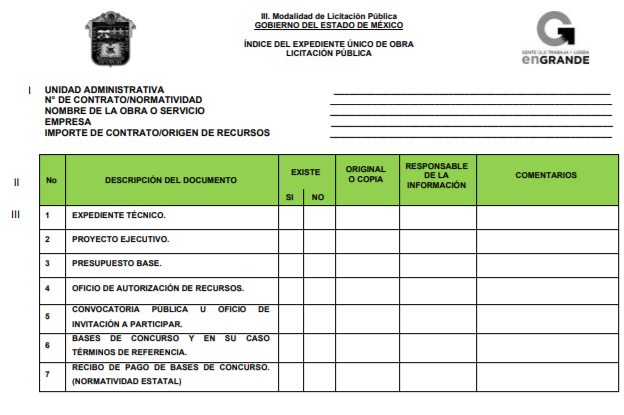 III. Modalidad de Licitación Pública
GOBIERNO DEL ESTADO DE MÉXICO
ÍNDICE DEL EXPEDIENTE ÚNICO DE OBRA
LICITACIÓN PÚBLICA
GENTE QUE TRABAJA Y LOGRA
enGRANDE
I
UNIDAD ADMINISTRATIVA
N° DE CONTRATO/NORMATIVIDAD
NOMBRE DE LA OBRA O SERVICIO
EMPRESA
IMPORTE DE CONTRATO/ORIGEN DE RECURSOS
II
No
DESCRIPCIÓN DEL DOCUMENTO
EXISTE
SI NO
ORIGINAL
O COPIA
RESPONSABLE
DE LA
INFORMACIÓN
COMENTARIOS
III
1 EXPEDIENTE TÉCNICO.
2 PROYECTO EJECUTIVO.
3 PRESUPUESTO BASE.
4 OFICIO DE AUTORIZACIÓN DE RECURSOS.
5 CONVOCATORIA PÚBLICA U OFICIO DE
INVITACIÓN A PARTICIPAR.
6 BASES DE CONCURSO Y EN SU CASO
TÉRMINOS DE REFERENCIA.
7 RECIBO DE PAGO DE BASES DE CONCURSO.
(NORMATIVIDAD ESTATAL)